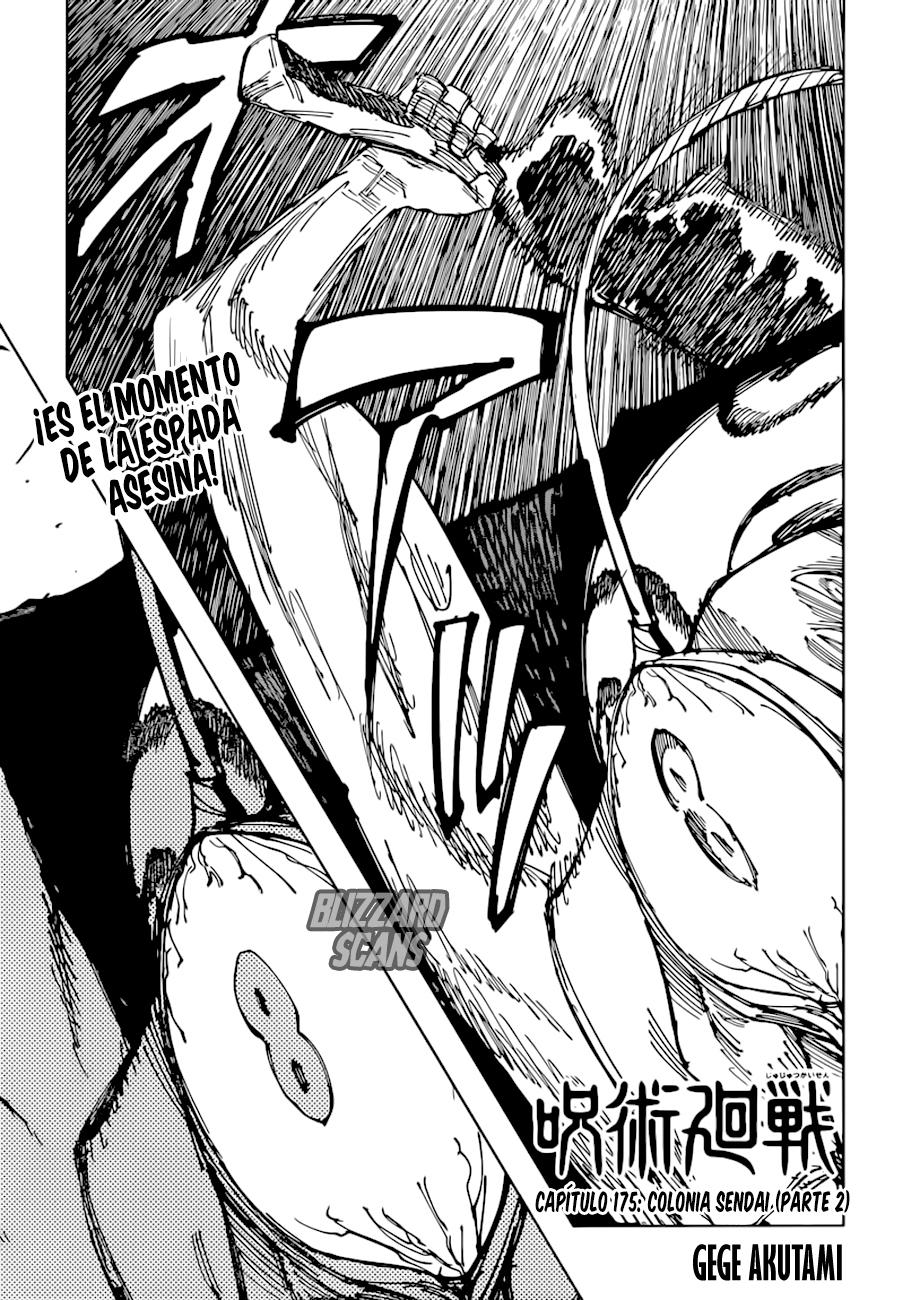 ¡ES EL MOMENTO
DE LA ESPADA
ASESINA!
BLIZZARD
SCANS
じゅじゅつかいせん
呪術廻戦
CAPÍTULO 175: COLONIA SENDAI (PARTE 2)
GEGE AKUTAMI